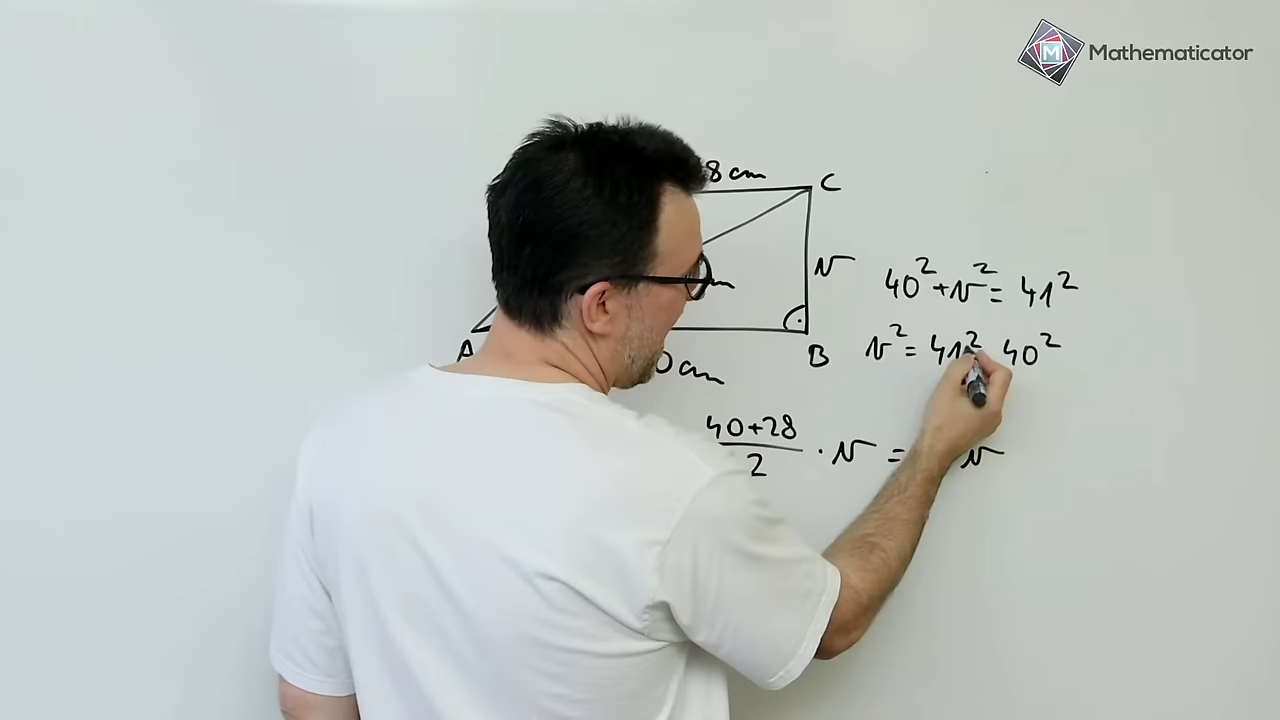 Mathematicator
8 cm
C
v
40² + v² = 41²
v² = 41² 40²
A
B
0 cm
40+28
2
· v = v